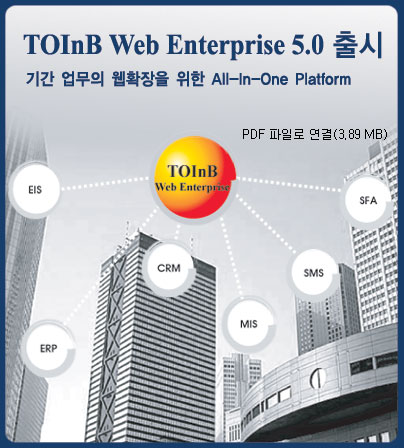 TOInB Web Enterprise 5.0 출시
기간 업무의 웹확장을 위한 All-In-One Platform
PDF 파일로 연결(3,89 MB)
TOInB
Web Enterprise
EIS
SFA
CRM
SMS
MIS
ERP